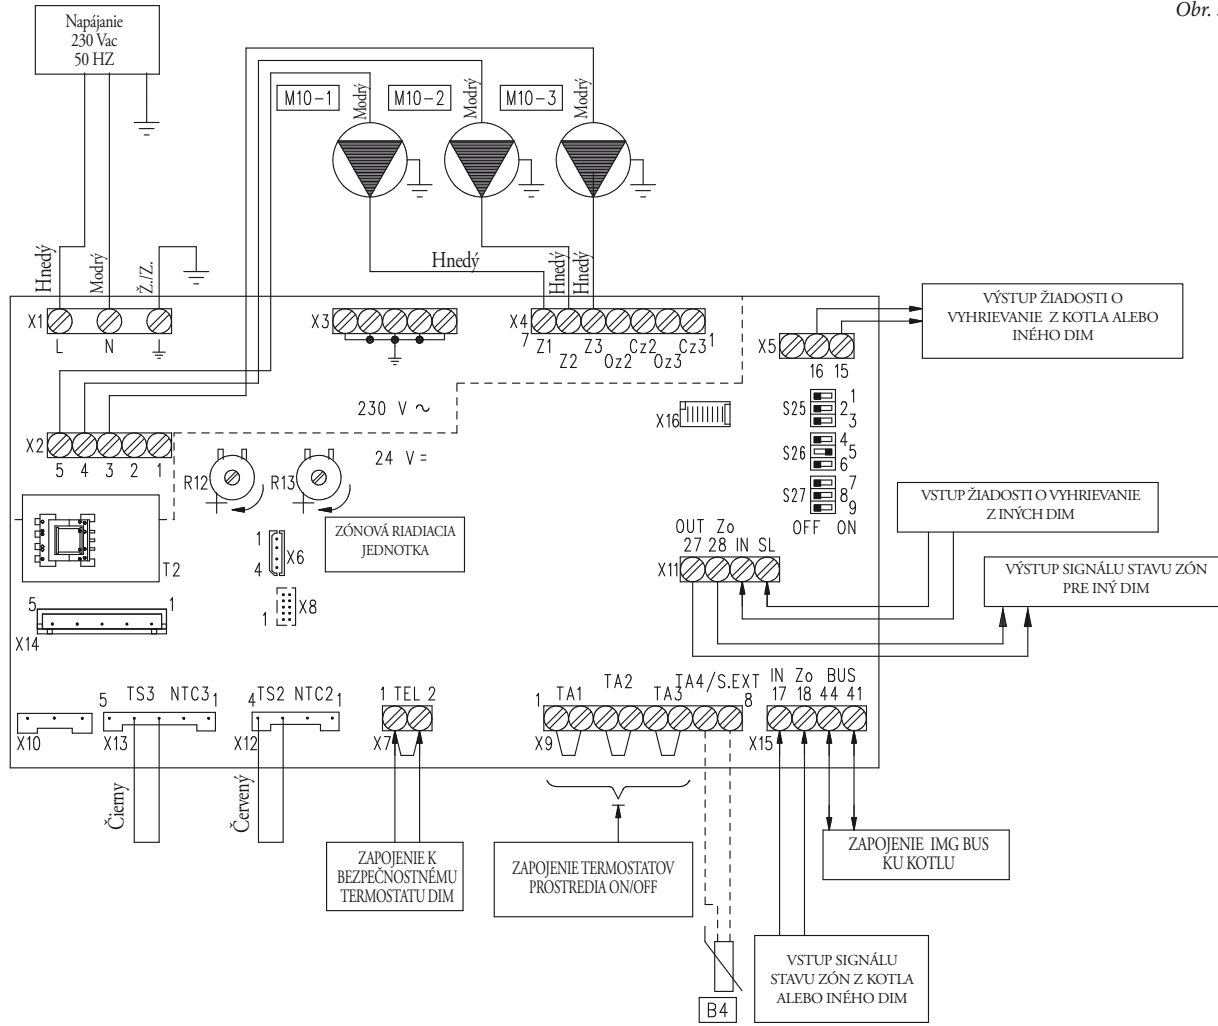 Obr.
Napájanie
230 Vac
50 HZ
M10-1
Modrý
M10-2
Modrý
M10-3
Modrý
Hnedý
Modrý
Ž./Z.
Hnedý
Hnedý
Hnedý
X1
L N
X3
X4
7 1
Z1 Z3 Cz2 Cz3
Z2 Oz2 Oz3
X5
16 15
VÝSTUP ŽIADOSTI O
VYHRIEVANIE Z KOTLA ALEBO
INÉHO DIM
230 V ~
24 V =
X16
S25
1
2
3
S26
4
5
6
S27
7
8
9
OFF ON
X2
5 4 3 2 1
R12
R13
ZÓNOVÁ RIADIACIA
JEDNOTKA
1
X6
4
X8
1
T2
5 1
X14
VSTUP ŽIADOSTI O VYHRIEVANIE
Z INÝCH DIM
OUT Zo
27 28 IN SL
X11
VÝSTUP SIGNÁLU STAVU ZÓN
PRE INÝ DIM
X10
5 TS3 NTC3 1
X13
4 TS2 NTC2 1
X12
1 TEL 2
X7
1 TA1 TA2 TA3 TA4/S.EXT 8
X9
IN Zo BUS
17 18 44 41
X15
Čierny
Červený
ZAPOJENIE K
BEZPEČNOSTNÉMU
TERMOSTATU DIM
ZAPOJENIE TERMOSTATOV
PROSTREDIA ON/OFF
ZAPOJENIE IMG BUS
KU KOTLU
B4
VSTUP SIGNÁLU
STAVU ZÓN Z KOTLA
ALEBO INÉHO DIM